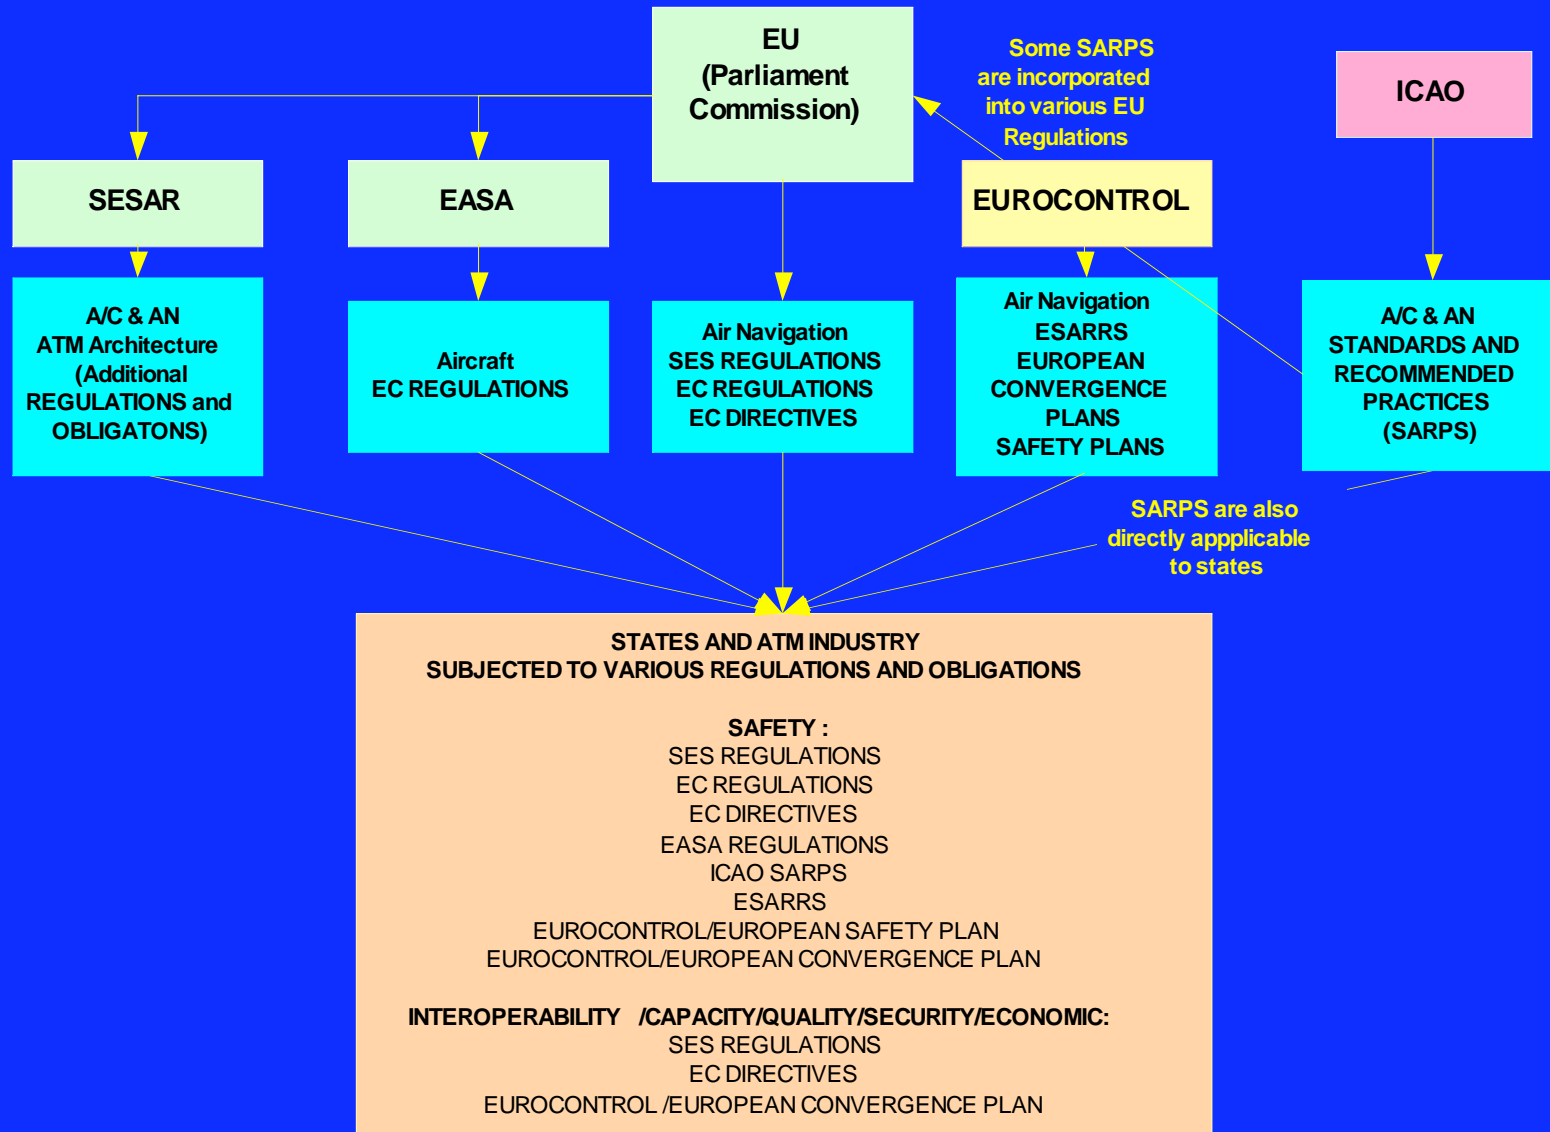 EU
(Parliament
Commission)
Some SARPS
are incorporated
into various EU
Regulations
ICAO
SESAR
EASA
EUROCONTROL
A/C & AN
ATM Architecture
(Additional
REGULATIONS and
OBLIGATONS)
Aircraft
EC REGULATIONS
Air Navigation
SES REGULATIONS
EC REGULATIONS
EC DIRECTIVES
Air Navigation
ESARRS
EUROPEAN
CONVERGENCE
PLANS
SAFETY PLANS
A/C & AN
STANDARDS AND
RECOMMENDED
PRACTICES
(SARPS)
SARPS are also
directly appplicable
to states
STATES AND ATM INDUSTRY
SUBJECTED TO VARIOUS REGULATIONS AND OBLIGATIONS
SAFETY :
SES REGULATIONS
EC REGULATIONS
EC DIRECTIVES
EASA REGULATIONS
ICAO SARPS
ESARRS
EUROCONTROL/EUROPEAN SAFETY PLAN
EUROCONTROL/EUROPEAN CONVERGENCE PLAN
INTEROPERABILITY /CAPACITY/QUALITY/SECURITY/ECONOMIC:
SES REGULATIONS
EC DIRECTIVES
EUROCONTROL /EUROPEAN CONVERGENCE PLAN